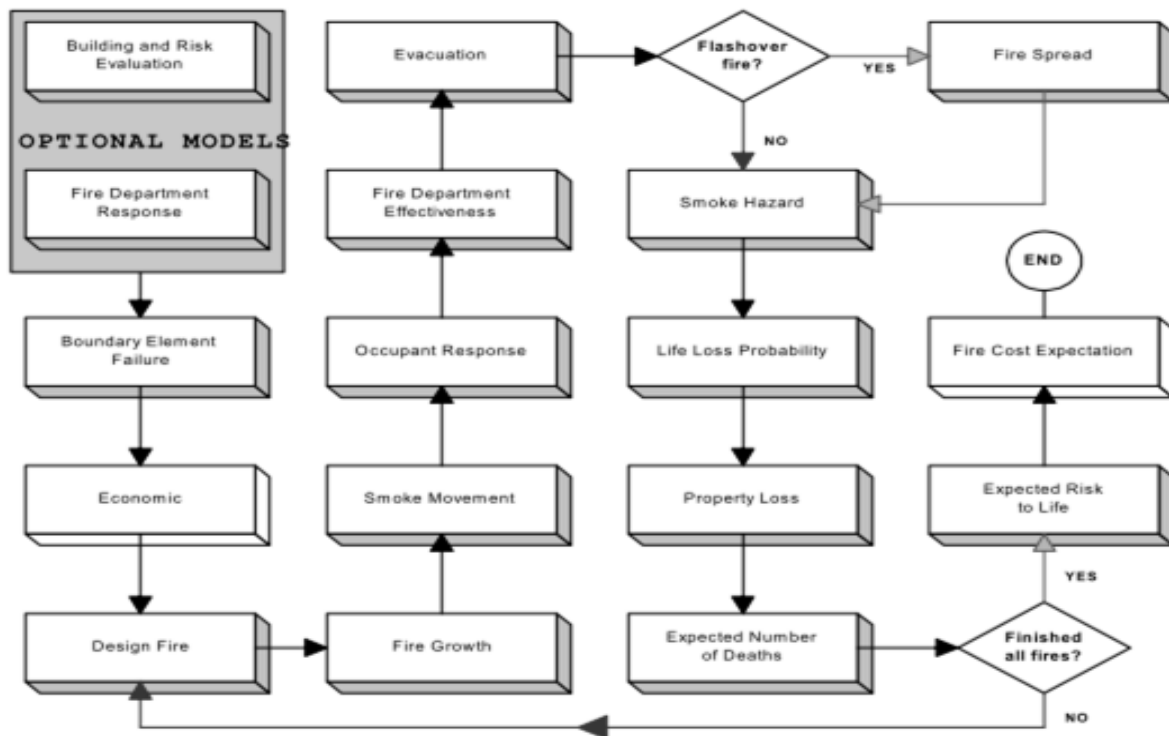 Building and Risk
Evaluation
OPTIONAL MODELS
Fire Department
Response
Boundary Element
Failure
Economic
Design Fire
Fire Growth
Smoke Movement
Occupant Response
Fire Department
Effectiveness
Evacuation
Flashover
fire?
YES
Fire Spread
NO
Smoke Hazard
Life Loss Probability
Property Loss
Expected Number
of Deaths
Finished
all fires?
NO
YES
Expected Risk
to Life
Fire Cost Expectation
END